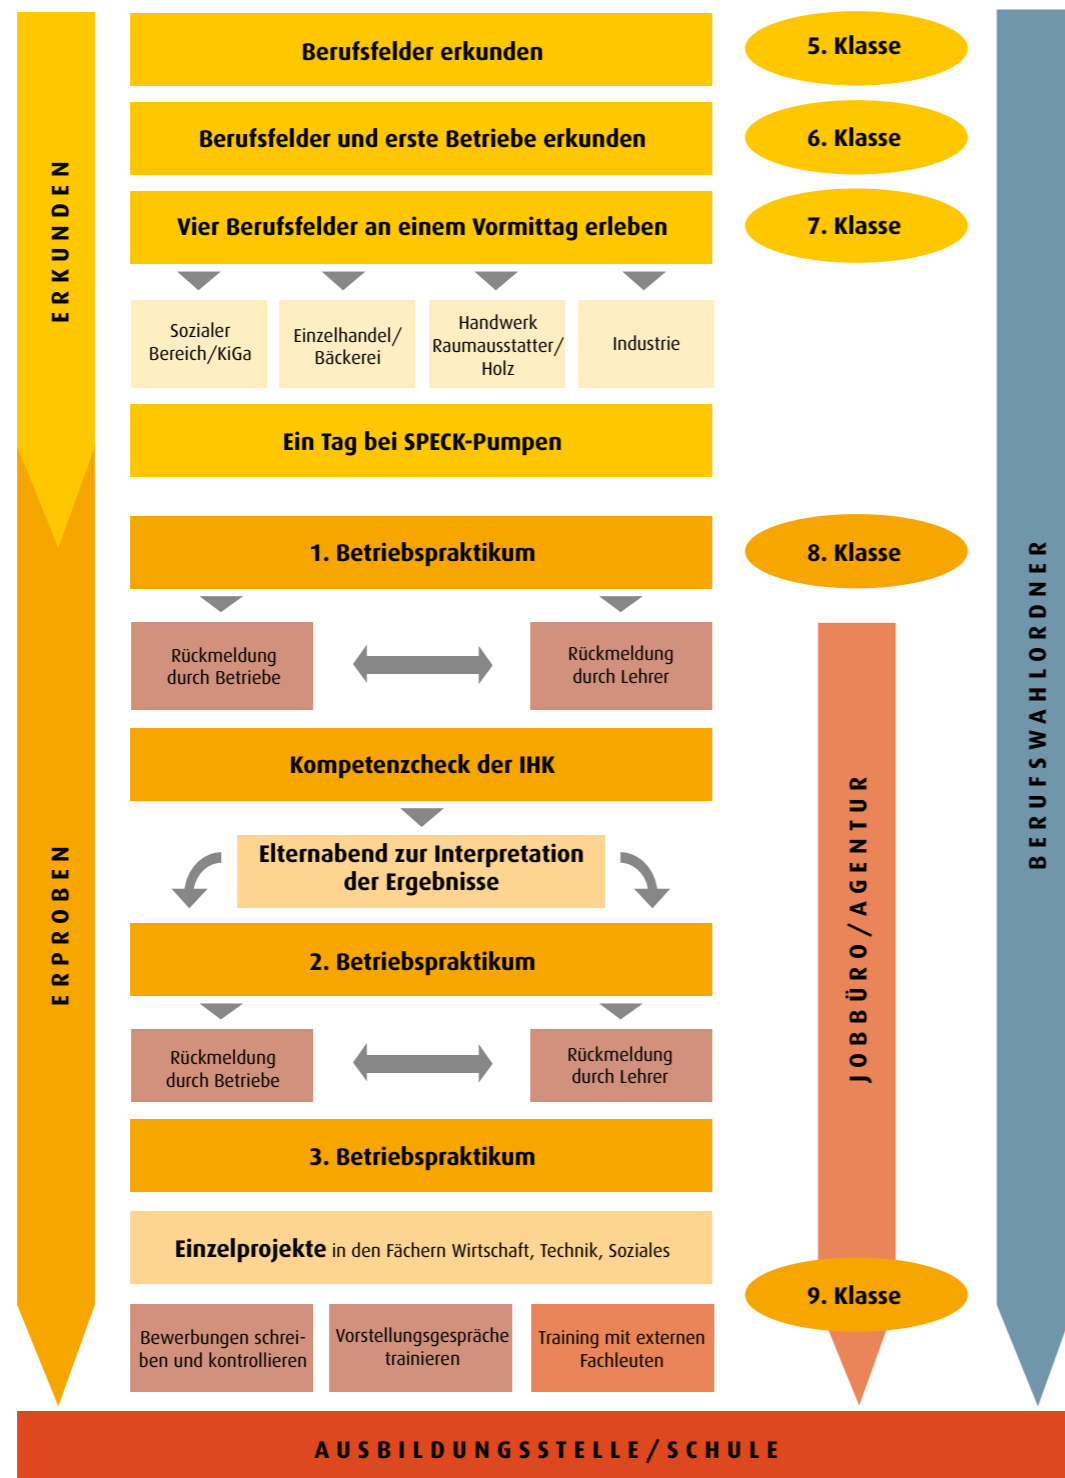 Berufsfelder erkunden
5. Klasse
Berufsfelder und erste Betriebe erkunden
6. Klasse
Vier Berufsfelder an einem Vormittag erleben
7. Klasse
ERKUNDEN
Sozialer
Bereich/KiGa
Einzelhandel/
Bäckerei
Handwerk
Raumausstatter/
Holz
Industrie
Ein Tag bei SPECK-Pumpen
1. Betriebspraktikum
8. Klasse
Rückmeldung
durch Betriebe
Rückmeldung
durch Lehrer
BERUFSWAHLORDNER
Kompetenzcheck der IHK
Elternabend zur Interpretation
der Ergebnisse
ERPROBEN
JOBBÜRO/AGENTUR
2. Betriebspraktikum
Rückmeldung
durch Betriebe
Rückmeldung
durch Lehrer
3. Betriebspraktikum
Einzelprojekte in den Fächern Wirtschaft, Technik, Soziales
9. Klasse
Bewerbungen schrei-
ben und kontrollieren
Vorstellungsgespräche
trainieren
Training mit externen
Fachleuten
AUSBILDUNGSSTELLE/SCHULE